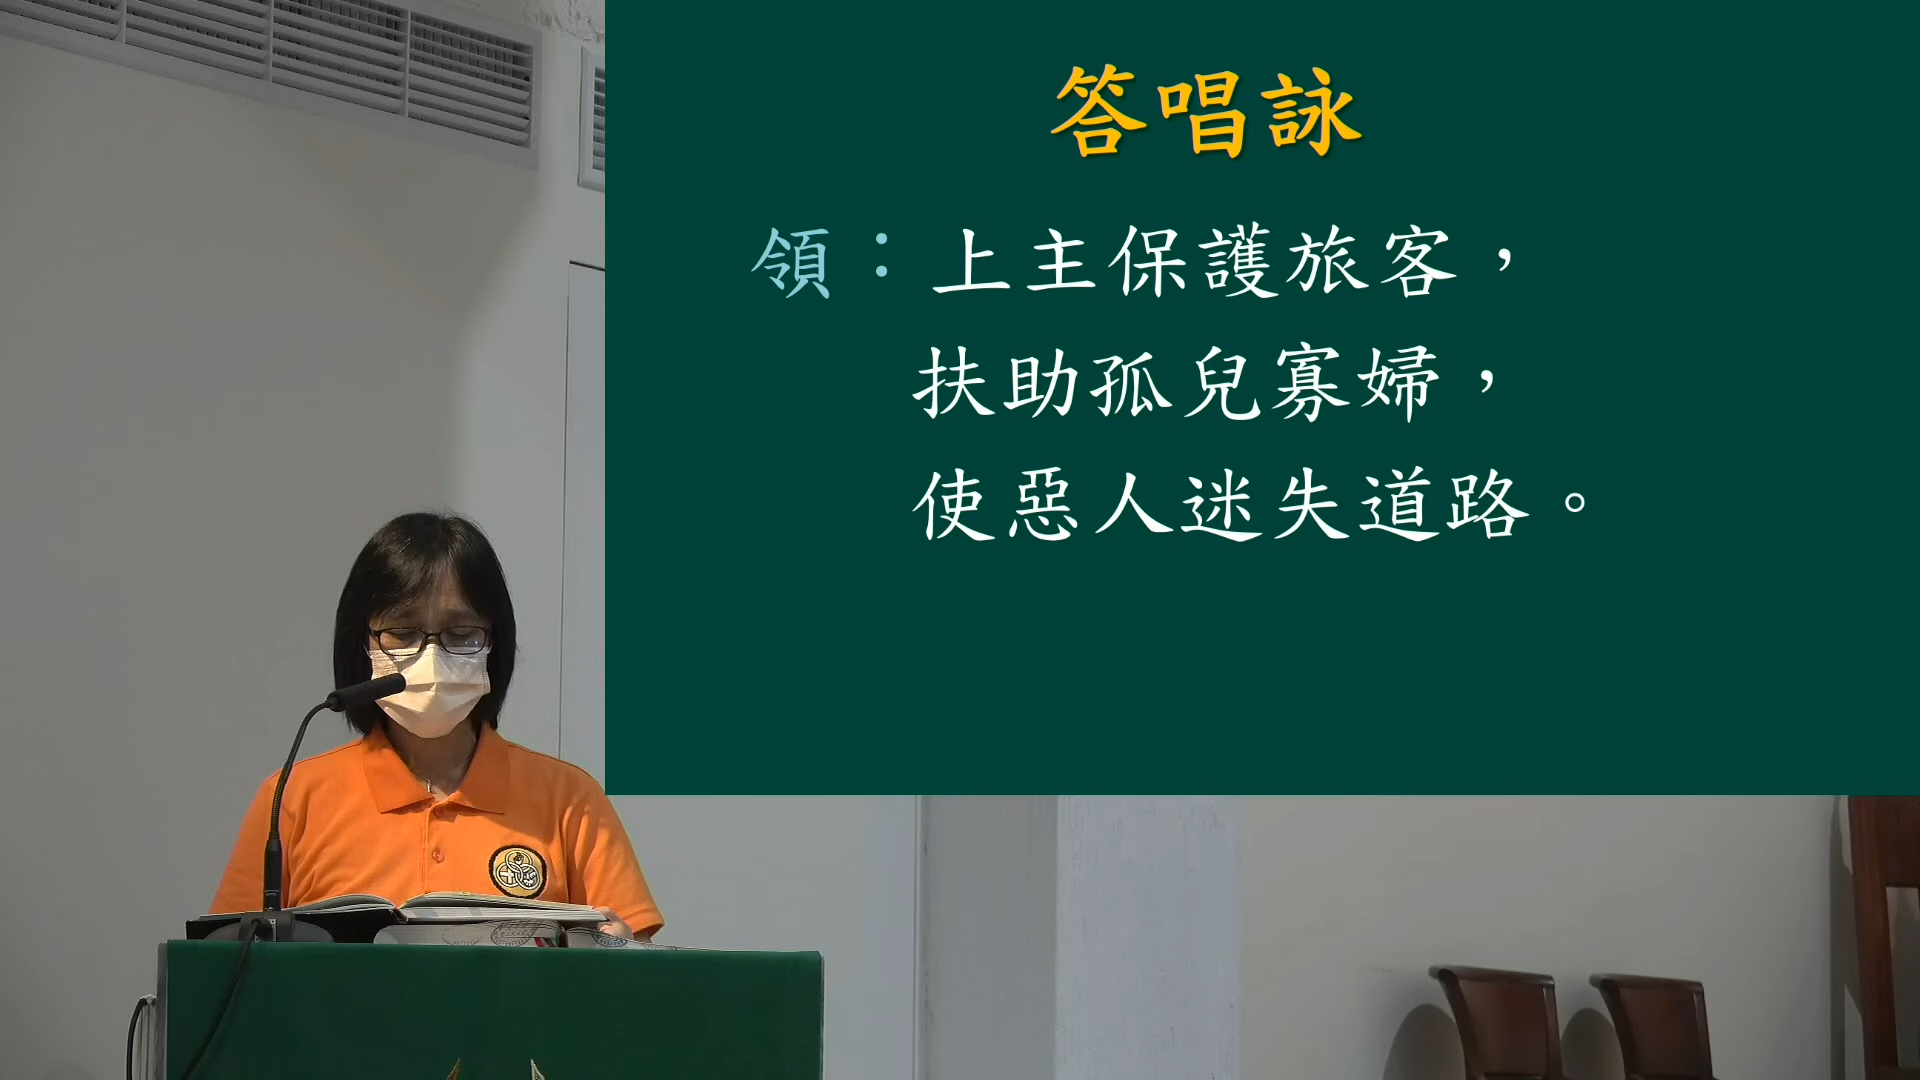 答唱詠
領：上主保護旅客，
扶助孤兒寡婦，
使惡人迷失道路。